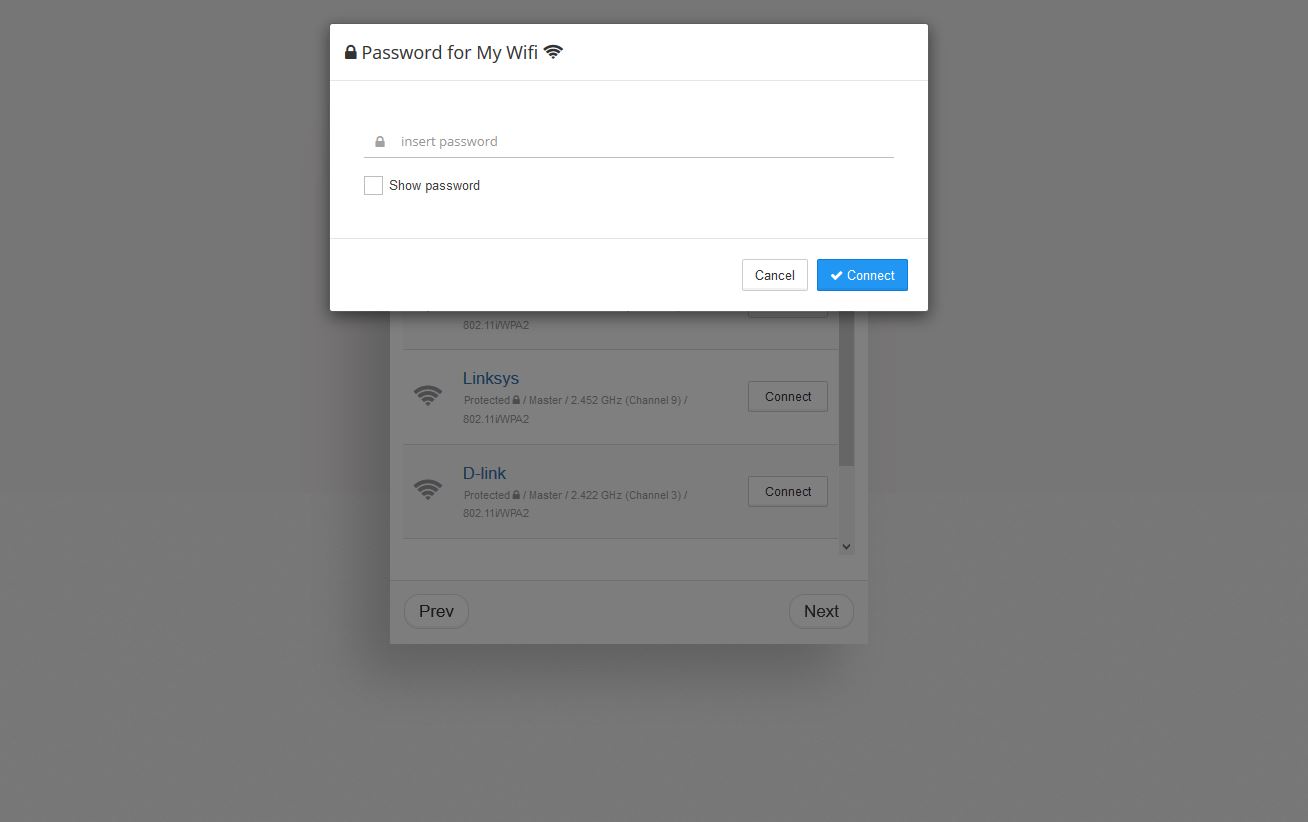 Password for My Wifi
insert password
Show password
Cancel Connect
802.11i/WPA2
Linksys
Protected / Master / 2.452 GHz (Channel 9) /
802.11i/WPA2
Connect
D-link
Protected / Master / 2.422 GHz (Channel 3) /
802.11i/WPA2
Connect
Prev Next